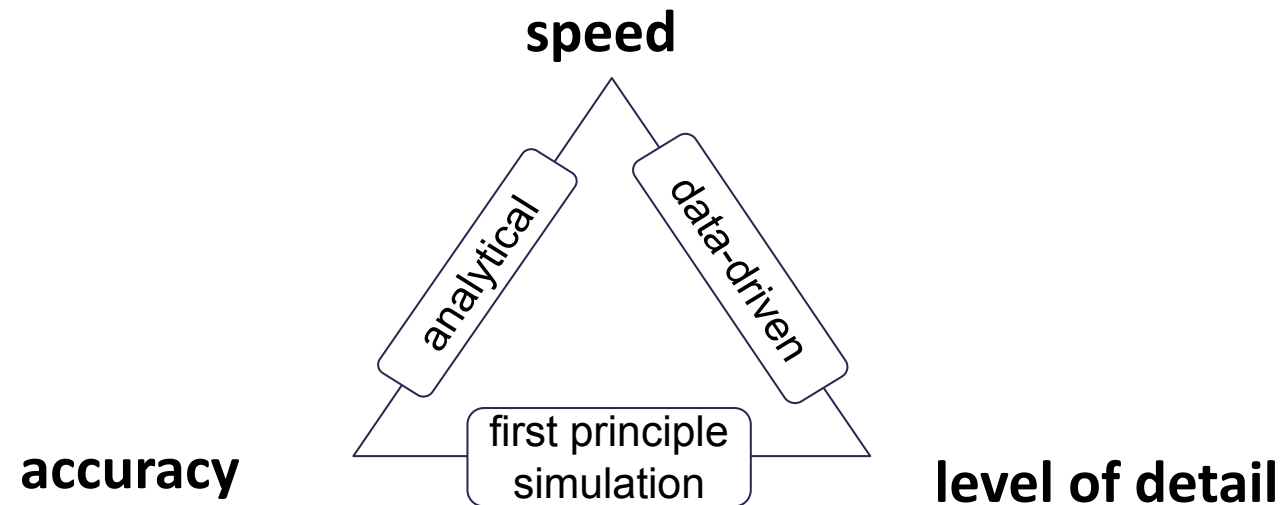 speed
analytical
data-driven
first principle
simulation
accuracy
level of detail